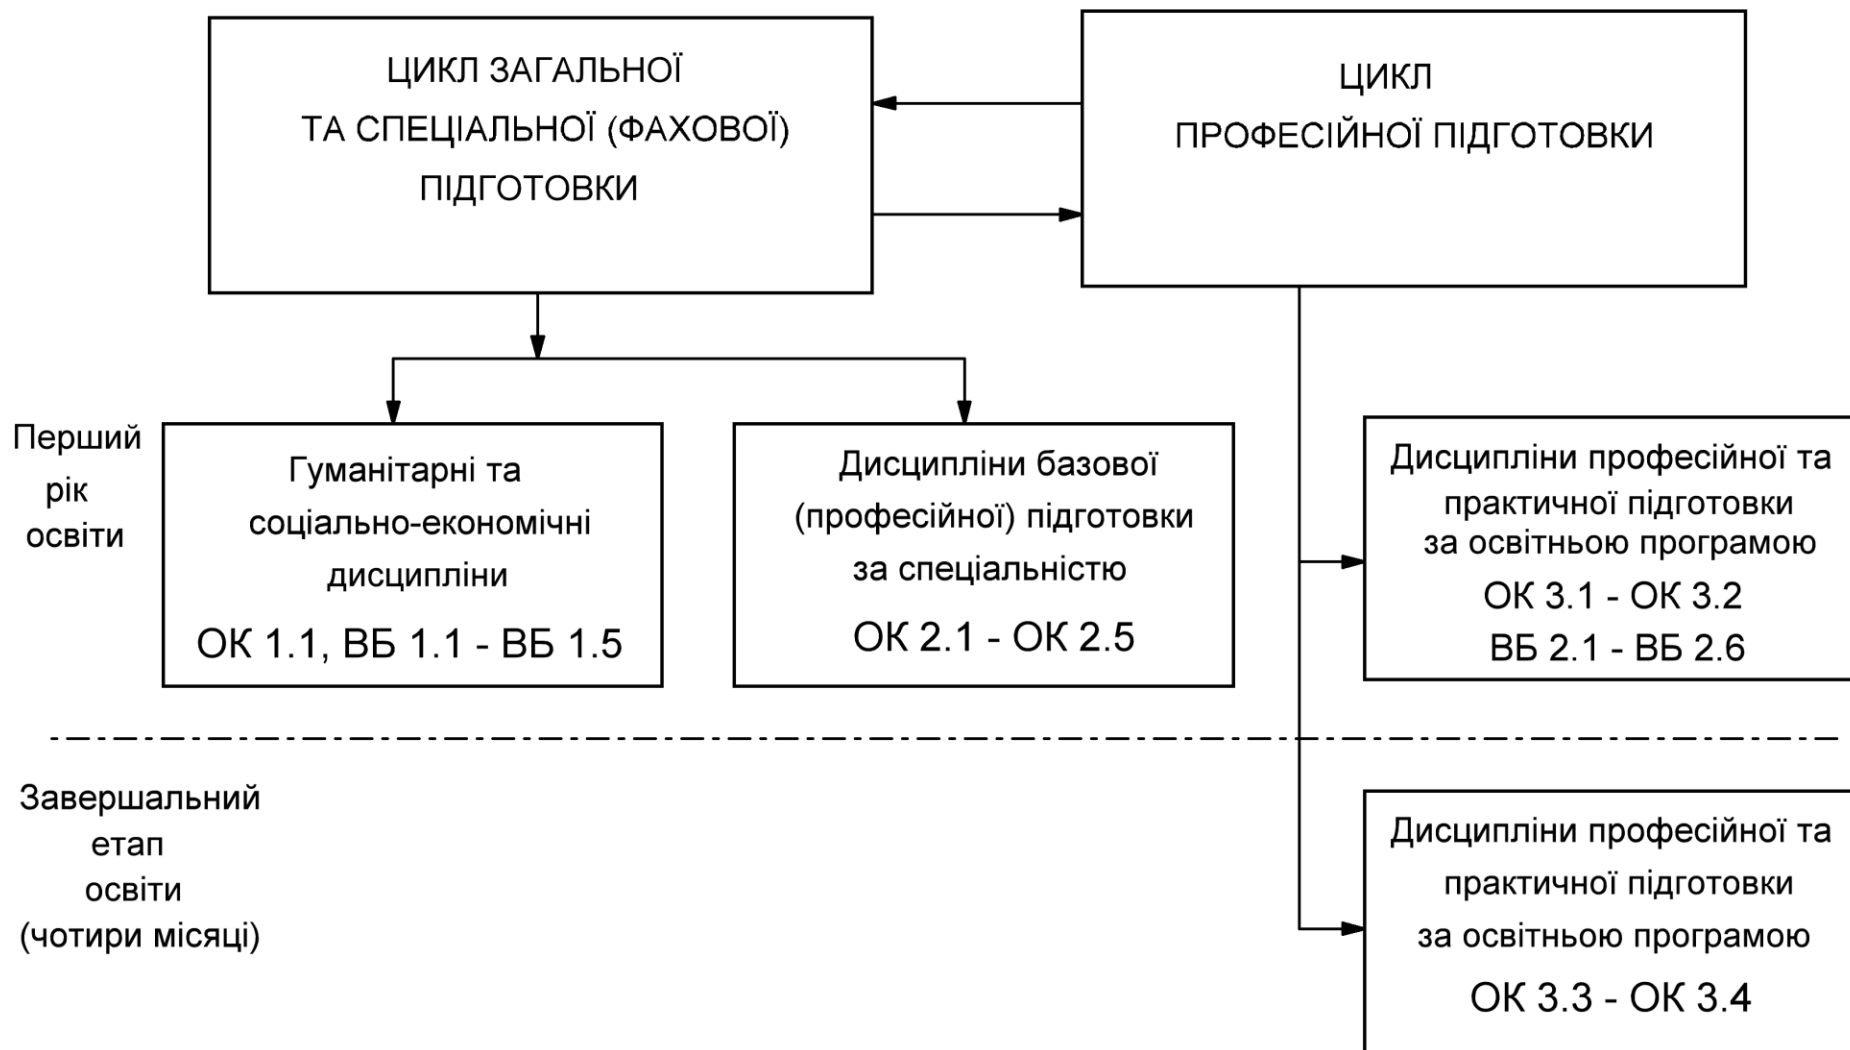 ЦИКЛ ЗАГАЛЬНОЇ
ТА СПЕЦІАЛЬНОЇ (ФАХОВОЇ)
ПІДГОТОВКИ
ЦИКЛ
ПРОФЕСІЙНОЇ ПІДГОТОВКИ
Перший
рік
освіти
Гуманітарні та
соціально-економічні
дисципліни
ОК 1.1, ВБ 1.1 - ВБ 1.5
Дисципліни базової
(професійної) підготовки
за спеціальністю
ОК 2.1 - ОК 2.5
Дисципліни професійної та
практичної підготовки
за освітньою програмою
ОК 3.1 - ОК 3.2
ВБ 2.1 - ВБ 2.6
Завершальний
етап
освіти
(чотири місяці)
Дисципліни професійної та
практичної підготовки
за освітньою програмою
ОК 3.3 - ОК 3.4